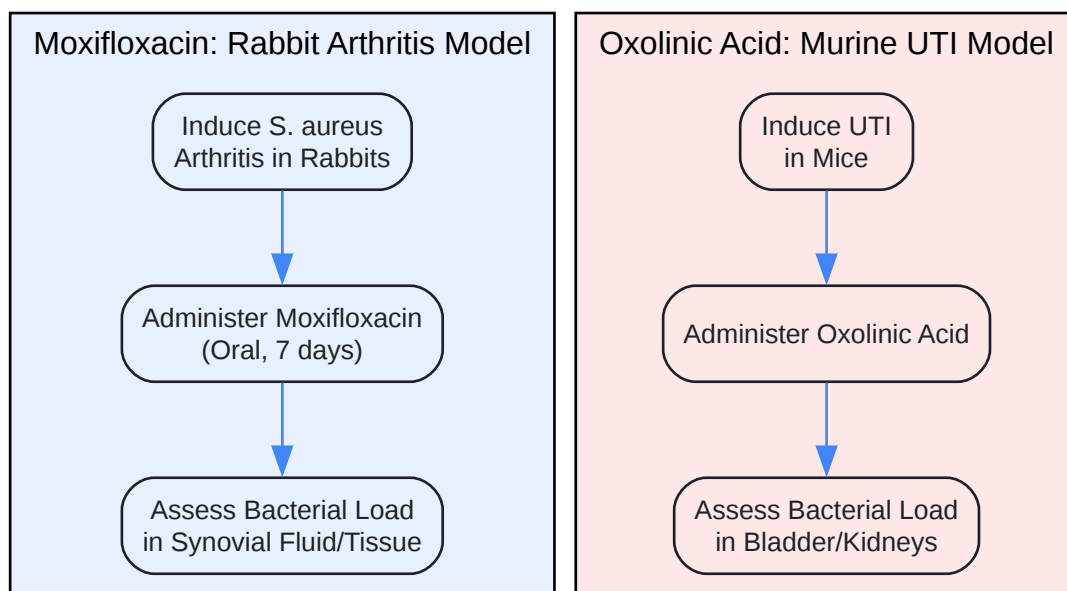 Moxifloxacin: Rabbit Arthritis Model
Induce S. aureus
Arthritis in Rabbits
Administer Moxifloxacin
(Oral, 7 days)
Assess Bacterial Load
in Synovial Fluid/Tissue
Oxolinic Acid: Murine UTI Model
Induce UTI
in Mice
Administer Oxolinic Acid
Assess Bacterial Load
in Bladder/Kidneys